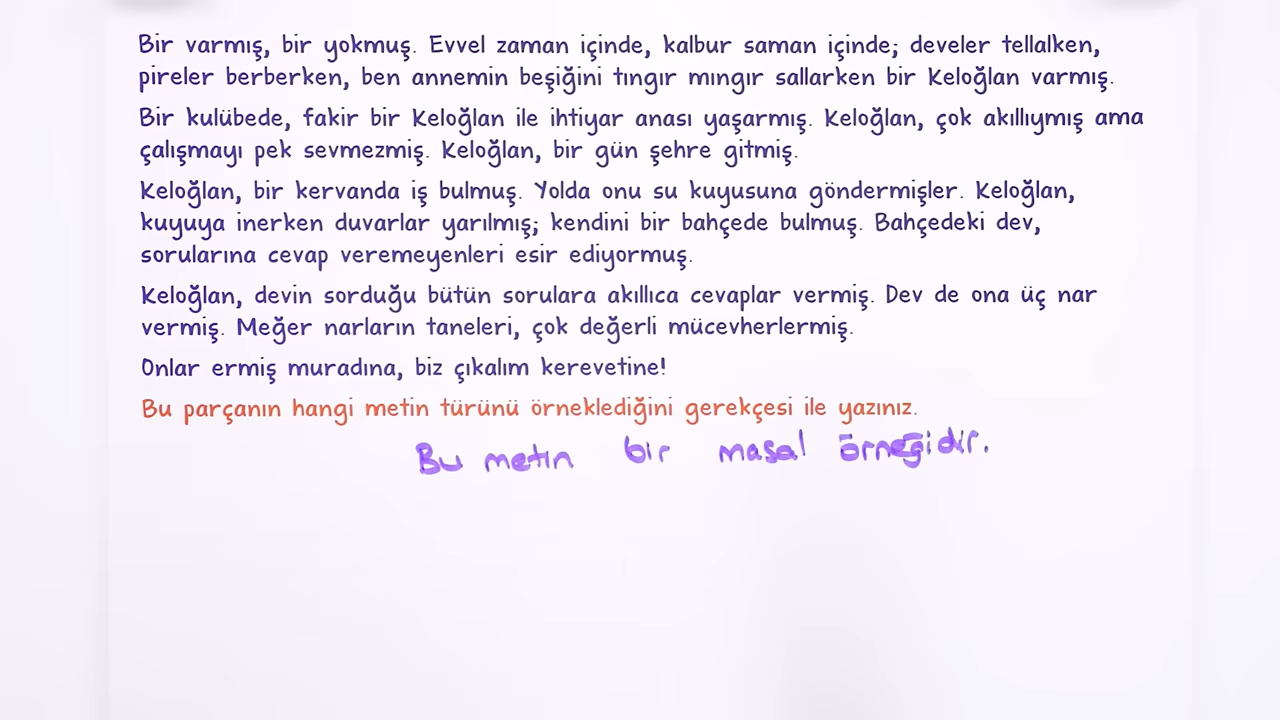 Bir varmış, bir yokmuş. Evvel zaman içinde, kalbur saman içinde; develer tellalken,
pireler berberken, ben annemin beşiğini tıngır mıngır sallarken bir Keloğlan varmış.
Bir kulübede, fakir bir Keloğlan ile ihtiyar anası yaşarmış. Keloğlan, çok akıllıymış ama
çalışmayı pek sevmezmiş. Keloğlan, bir gün şehre gitmiş.
Keloğlan, bir kervanda iş bulmuş. Yolda onu su kuyusuna göndermişler. Keloğlan,
kuyuya inerken duvarlar yarılmış; kendini bir bahçede bulmuş. Bahçedeki dev,
sorularına cevap veremeyenleri esir ediyormuş.
Keloğlan, devin sorduğu bütün sorulara akıllıca cevaplar vermiş. Dev de ona üç nar
vermiş. Meğer narların taneleri, çok değerli mücevherlermiş.
Onlar ermiş muradına, biz çıkalım kerevetine!
Bu parçanın hangi metin türünü örneklediğini gerekçesi ile yazınız.
Bu metin bir masal örneğidir.